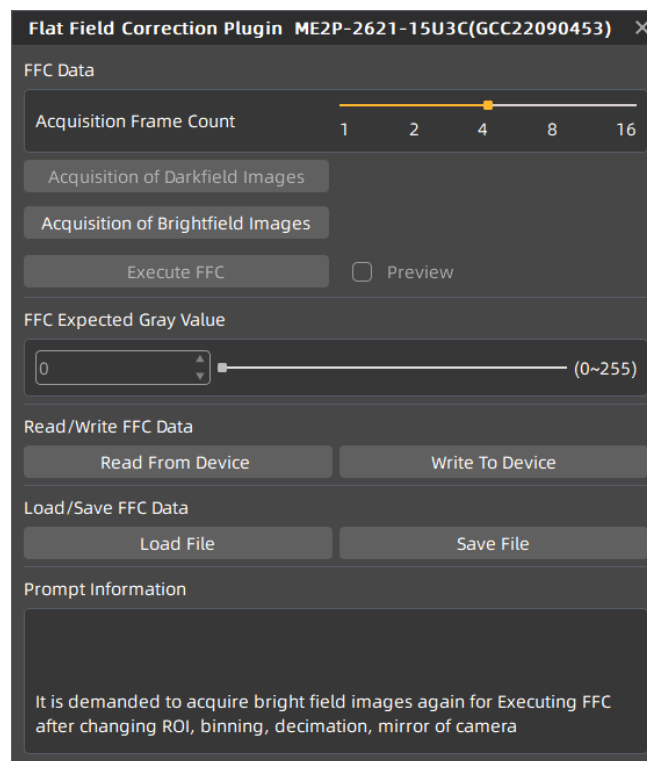 Flat Field Correction Plugin ME2P-2621-15U3C(GCC22090453) ×
FFC Data
Acquisition Frame Count
1 2 4 8 16
Acquisition of Darkfield Images
Acquisition of Brightfield Images
Execute FFC Preview
FFC Expected Gray Value
0 (0~255)
Read/Write FFC Data
Read From Device Write To Device
Load/Save FFC Data
Load File Save File
Prompt Information
It is demanded to acquire bright field images again for Executing FFC
after changing ROI, binning, decimation, mirror of camera